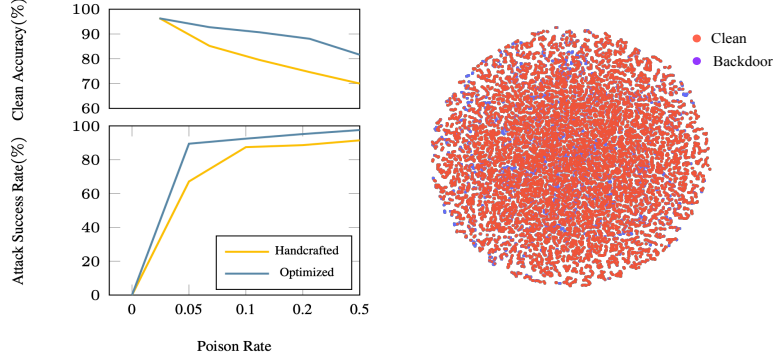 Clean Accuracy(%)
100
90
80
70
60
Attack Success Rate(%)
100
80
60
40
20
0
Handcrafted
Optimized
0 0.05 0.1 0.2 0.5
Poison Rate
Clean
Backdoor